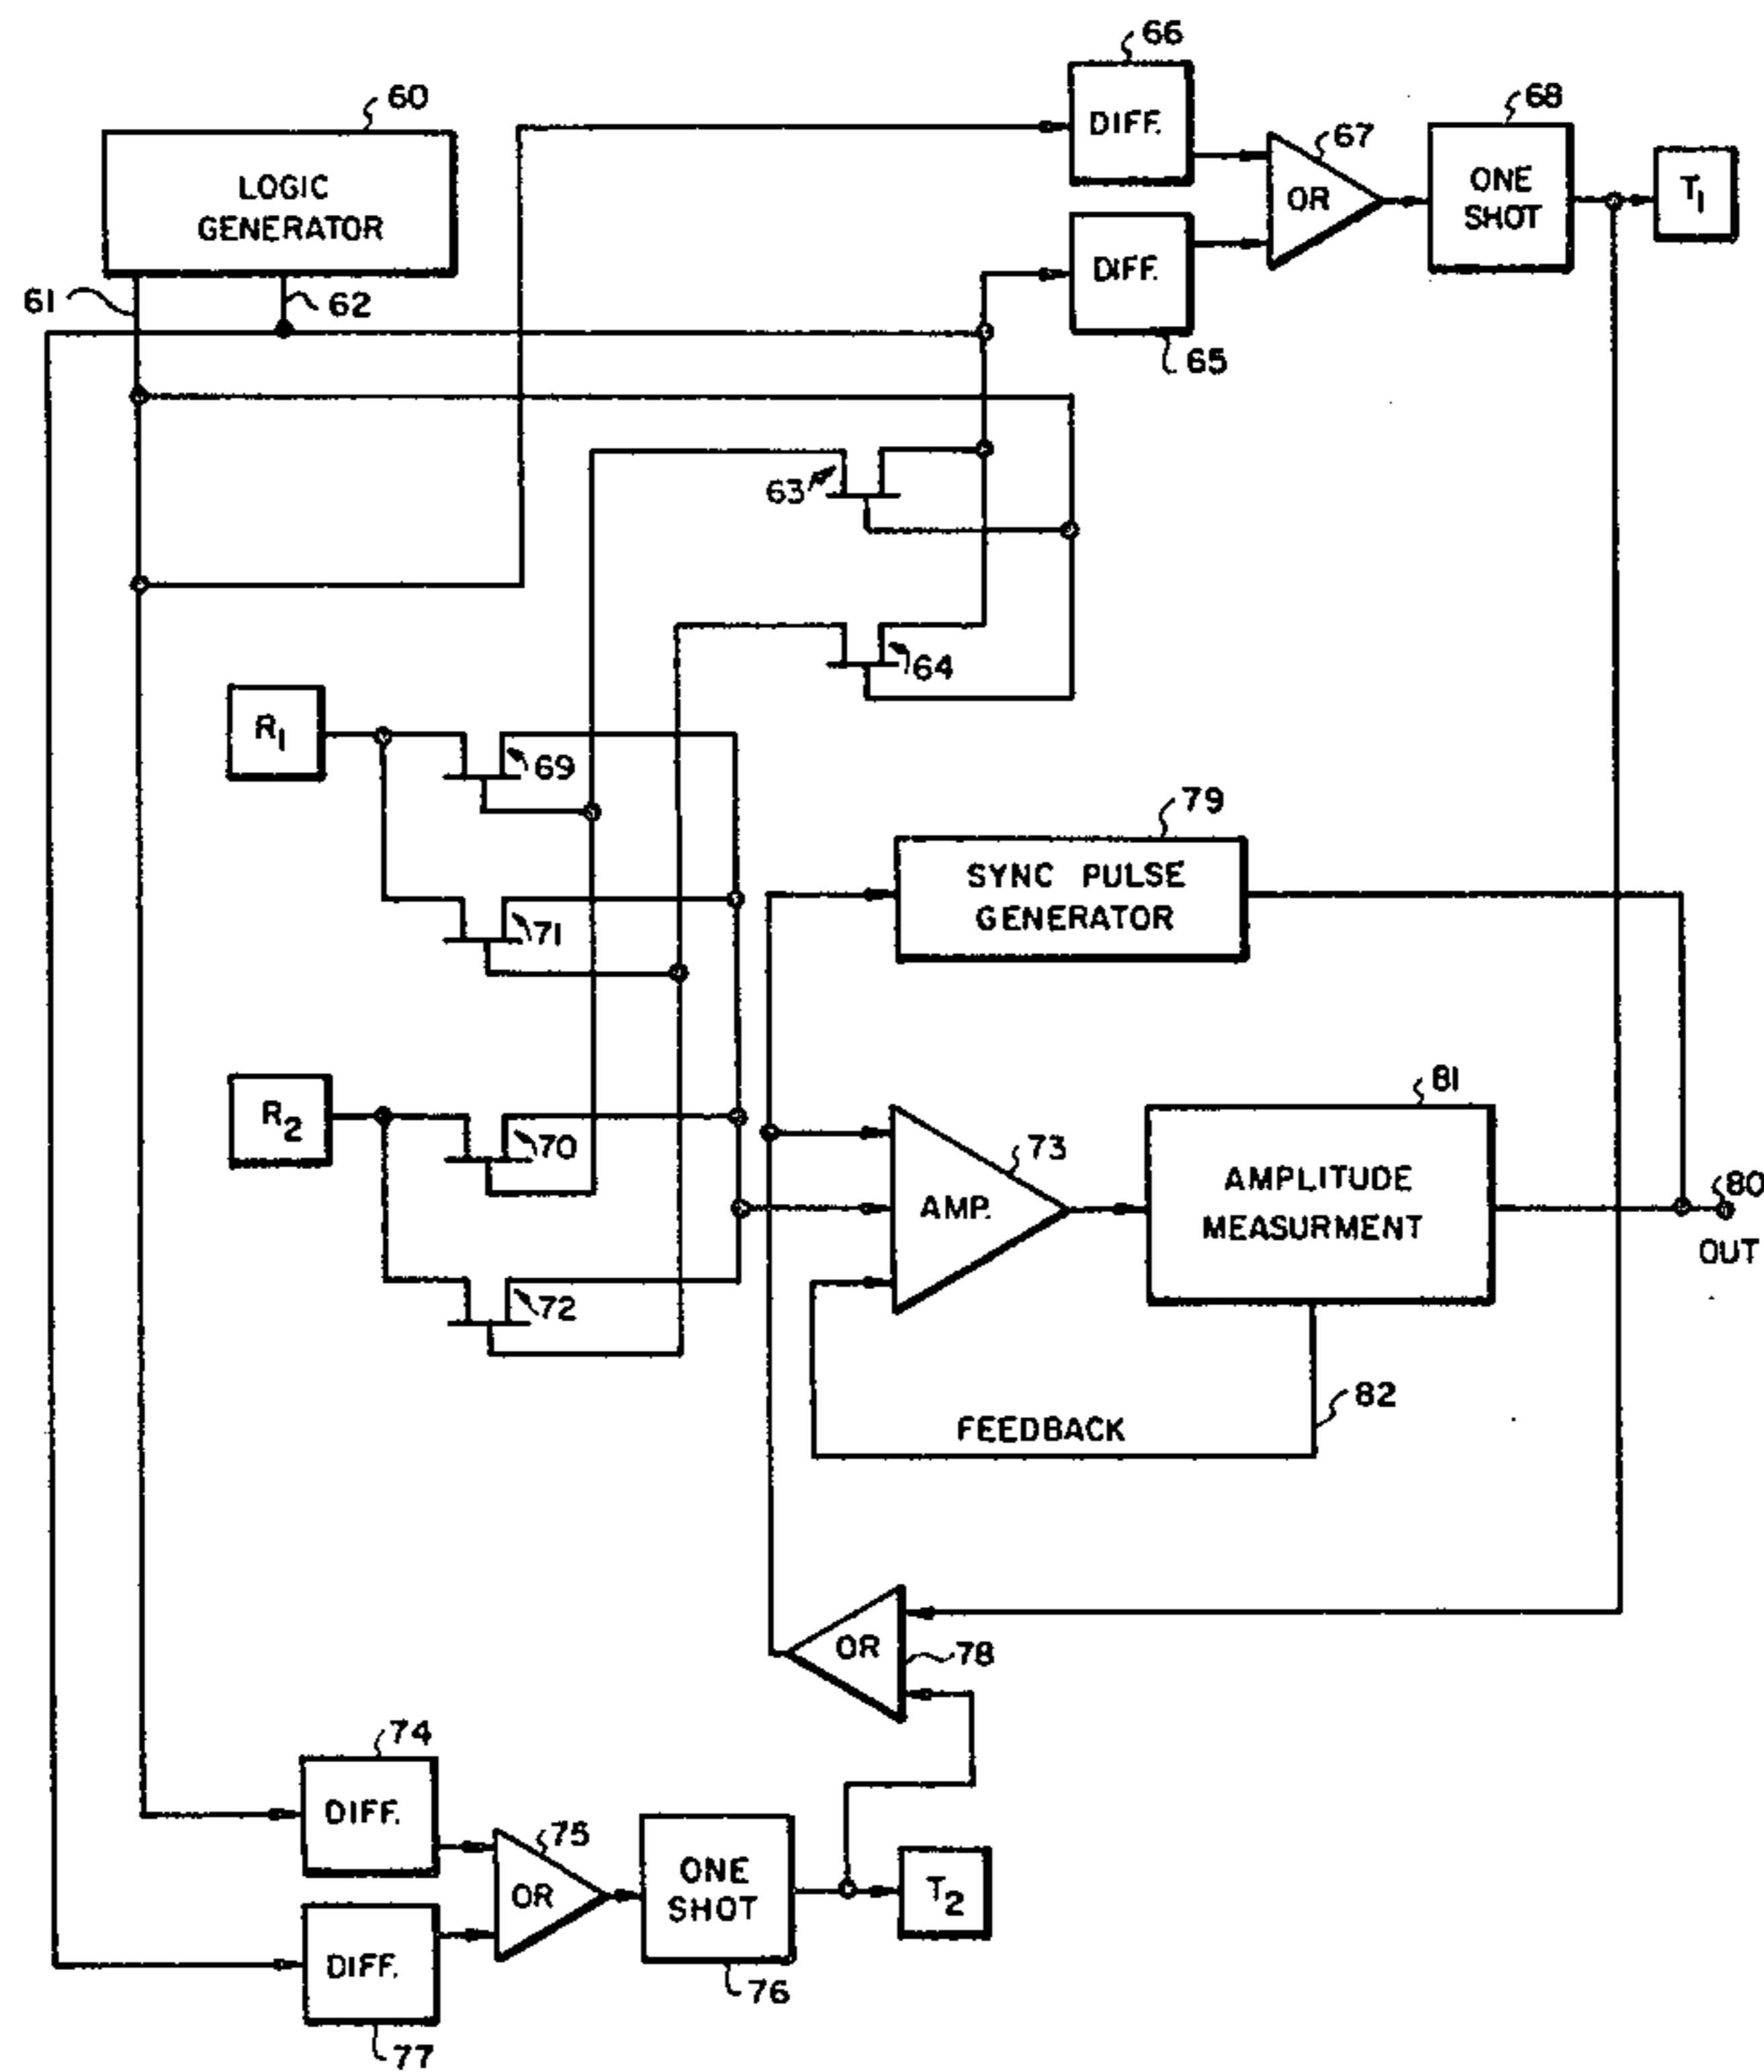 66
60
68
DIFF.
67
LOGIC
GENERATOR
OR
ONE
SHOT
T1
61
62
DIFF.
65
63
64
R1
69
79
SYNC PULSE
GENERATOR
71
81
R2
70
73
AMPLITUDE
MEASURMENT
AMP.
80
OUT
72
82
FEEDBACK
OR
78
74
DIFF.
75
ONE
SHOT
OR
T2
DIFF.
76
77